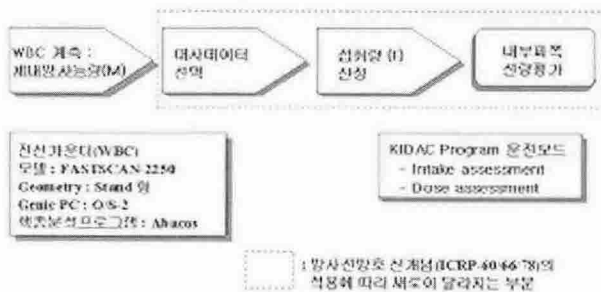 WBC 계측 :
체내방사능량(M)
대사데이터
선택
섭취량 (I)
산정
내부피폭
선량평가
전신카운터(WBC)
모델 : FASTSCAN-2250
Geometry : Stand 형
Genie PC : O/S-2
핵종분석프로그램 : Abacos
KIDAC Program 운전모드
- Intake assessment
- Dose assessment
: 방사선방호 신개념(ICRP-60/66/78)의
적용에 따라 새로이 달라지는 부분